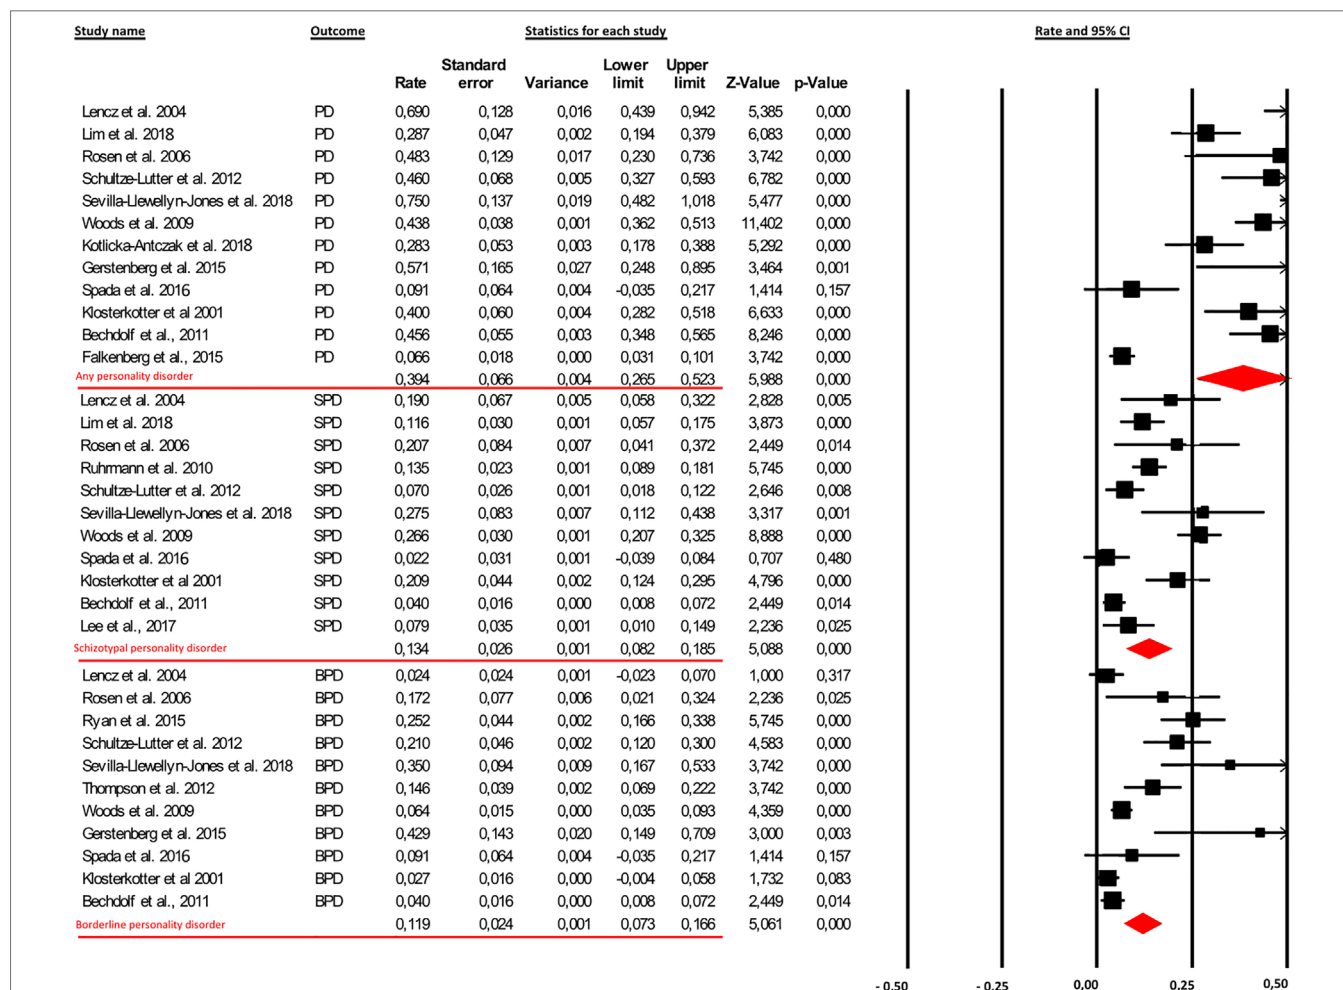 Study name Outcome Statistics for each study Rate and 95% CI
Rate Standard error Variance Lower limit Upper limit Z-Value p-Value
Lencz et al. 2004 PD 0,690 0,128 0,016 0,439 0,942 5,385 0,000
Lim et al. 2018 PD 0,287 0,047 0,002 0,194 0,379 6,083 0,000
Rosen et al. 2006 PD 0,483 0,129 0,017 0,230 0,736 3,742 0,000
Schultze-Lutter et al. 2012 PD 0,460 0,068 0,005 0,327 0,593 6,782 0,000
Sevilla-Llewellyn-Jones et al. 2018 PD 0,750 0,137 0,019 0,482 1,018 5,477 0,000
Woods et al. 2009 PD 0,438 0,038 0,001 0,362 0,513 11,402 0,000
Kotlicka-Antczak et al. 2018 PD 0,283 0,053 0,003 0,178 0,388 5,292 0,000
Gerstenberg et al. 2015 PD 0,571 0,165 0,027 0,248 0,895 3,464 0,001
Spada et al. 2016 PD 0,091 0,064 0,004 -0,035 0,217 1,414 0,157
Klosterkotter et al 2001 PD 0,400 0,060 0,004 0,282 0,518 6,633 0,000
Bechdolf et al., 2011 PD 0,456 0,055 0,003 0,348 0,565 8,246 0,000
Falkenberg et al., 2015 PD 0,066 0,018 0,000 0,031 0,101 3,742 0,000
Any personality disorder 0,394 0,066 0,004 0,265 0,523 5,988 0,000
Lencz et al. 2004 SPD 0,190 0,067 0,005 0,058 0,322 2,828 0,005
Lim et al. 2018 SPD 0,116 0,030 0,001 0,057 0,175 3,873 0,000
Rosen et al. 2006 SPD 0,207 0,084 0,007 0,041 0,372 2,449 0,014
Ruhrmann et al. 2010 SPD 0,135 0,023 0,001 0,089 0,181 5,745 0,000
Schultze-Lutter et al. 2012 SPD 0,070 0,026 0,001 0,018 0,122 2,646 0,008
Sevilla-Llewellyn-Jones et al. 2018 SPD 0,275 0,083 0,007 0,112 0,438 3,317 0,001
Woods et al. 2009 SPD 0,266 0,030 0,001 0,207 0,325 8,888 0,000
Spada et al. 2016 SPD 0,022 0,031 0,001 -0,039 0,084 0,707 0,480
Klosterkotter et al 2001 SPD 0,209 0,044 0,002 0,124 0,295 4,796 0,000
Bechdolf et al., 2011 SPD 0,040 0,016 0,000 0,008 0,072 2,449 0,014
Lee et al., 2017 SPD 0,079 0,035 0,001 0,010 0,149 2,236 0,025
Schizotypal personality disorder 0,134 0,026 0,001 0,082 0,185 5,088 0,000
Lencz et al. 2004 BPD 0,024 0,024 0,001 -0,023 0,070 1,000 0,317
Rosen et al. 2006 BPD 0,172 0,077 0,006 0,021 0,324 2,236 0,025
Ryan et al. 2015 BPD 0,252 0,044 0,002 0,166 0,338 5,745 0,000
Schultze-Lutter et al. 2012 BPD 0,210 0,046 0,002 0,120 0,300 4,583 0,000
Sevilla-Llewellyn-Jones et al. 2018 BPD 0,350 0,094 0,009 0,167 0,533 3,742 0,000
Thompson et al. 2012 BPD 0,146 0,039 0,002 0,069 0,222 3,742 0,000
Woods et al. 2009 BPD 0,064 0,015 0,000 0,035 0,093 4,359 0,000
Gerstenberg et al. 2015 BPD 0,429 0,143 0,020 0,149 0,709 3,000 0,003
Spada et al. 2016 BPD 0,091 0,064 0,004 -0,035 0,217 1,414 0,157
Klosterkotter et al 2001 BPD 0,027 0,016 0,000 -0,004 0,058 1,732 0,083
Bechdolf et al., 2011 BPD 0,040 0,016 0,000 0,008 0,072 2,449 0,014
Borderline personality disorder 0,119 0,024 0,001 0,073 0,166 5,061 0,000
- 0,50 - 0,25 0,00 0,25 0,50